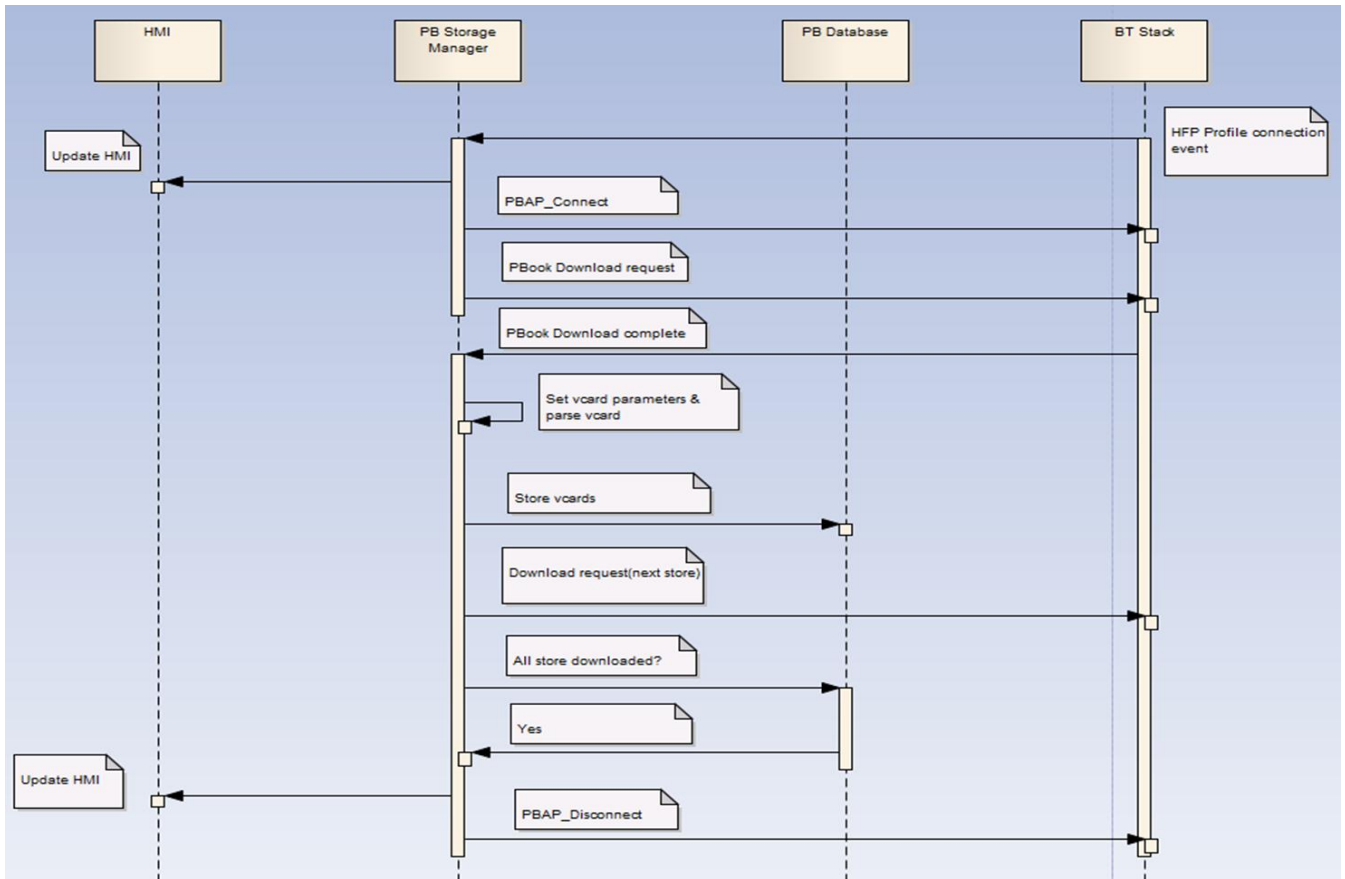 HMI
PB Storage
Manager
PB Database
BT Stack
HFP Profile connection
event
Update HMI
PBAP_Connect
PBook Download request
PBook Download complete
Set vcard parameters &
parse vcard
Store vcards
Download request(next store)
All store downloaded?
Yes
Update HMI
PBAP_Disconnect